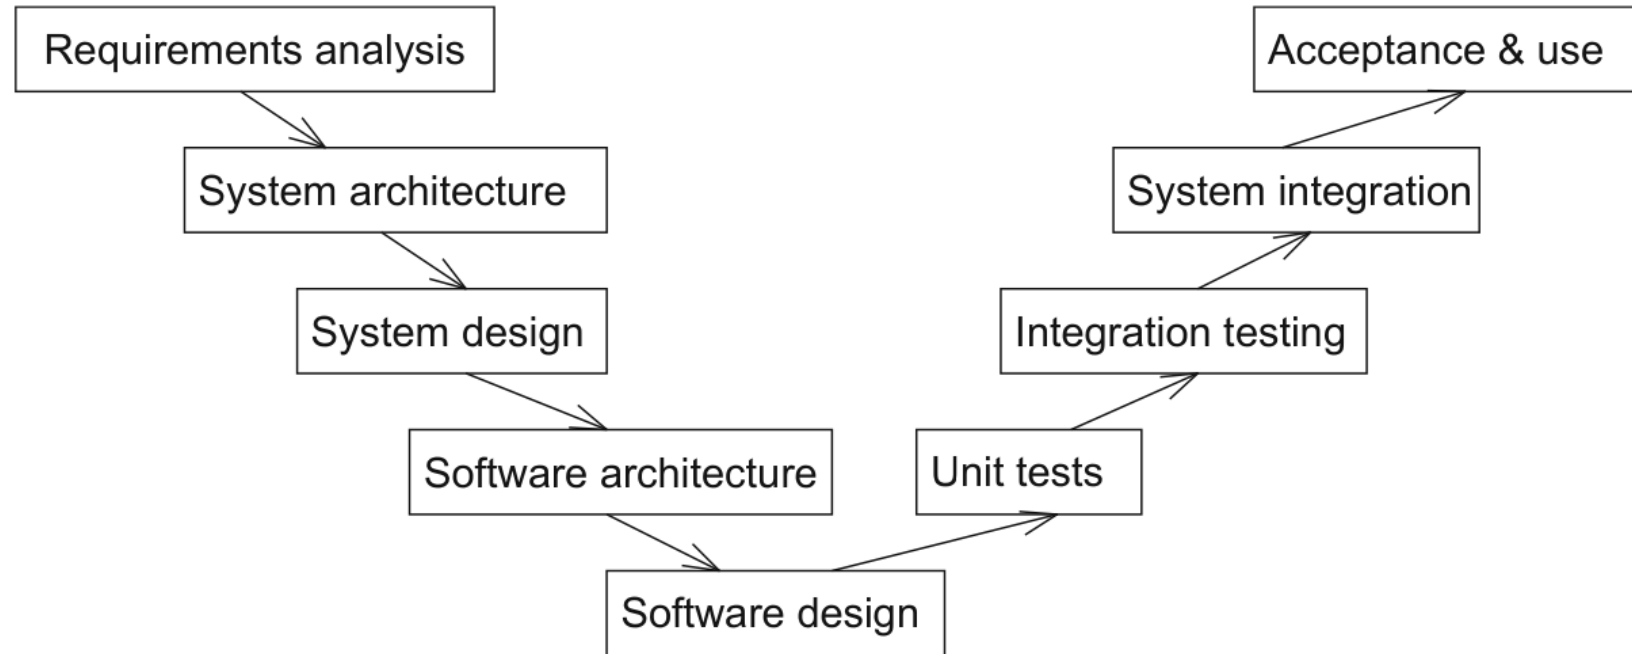 Requirements analysis
Acceptance & use
System architecture
System integration
System design
Integration testing
Software architecture
Unit tests
Software design